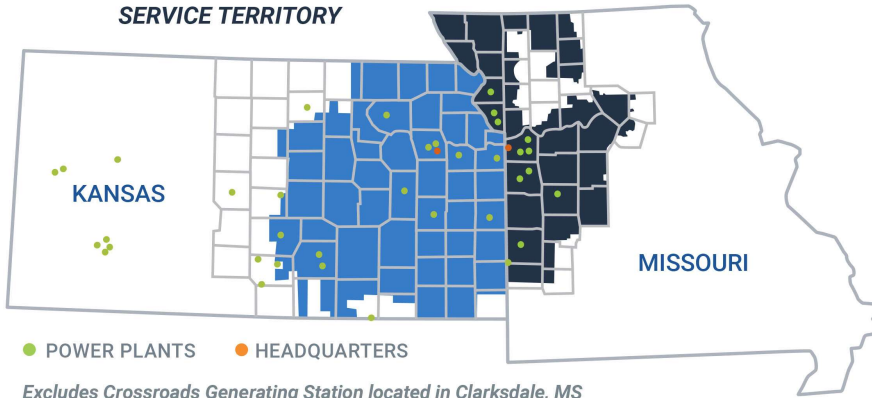 SERVICE TERRITORY
KANSAS
MISSOURI
POWER PLANTS
HEADQUARTERS
Excludes Crossroads Generating Station located in Clarksdale, MS